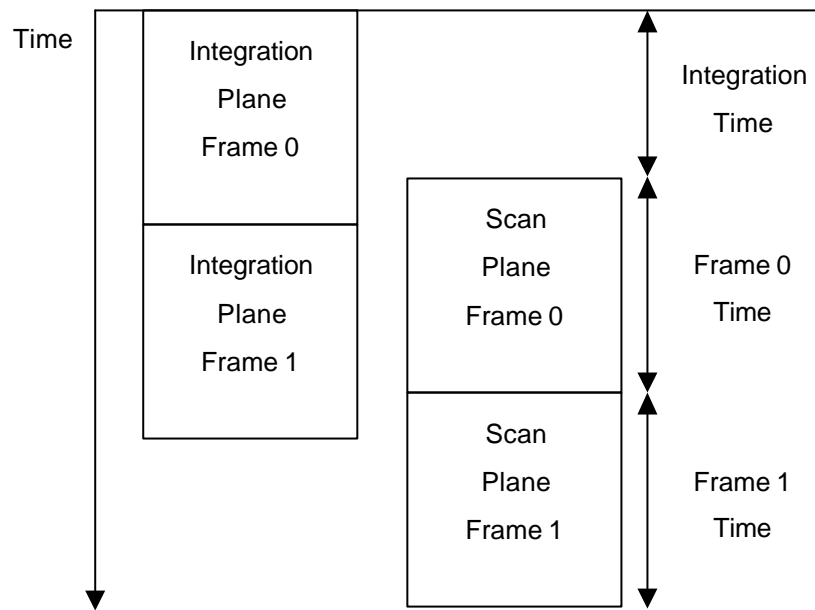 Time
Integration
Plane
Frame 0
Integration
Plane
Frame 1
Scan
Plane
Frame 0
Scan
Plane
Frame 1
Integration
Time
Frame 0
Time
Frame 1
Time